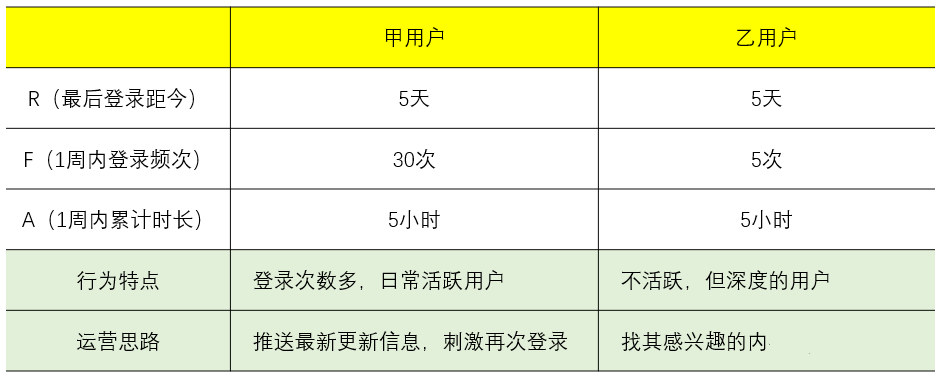 甲用户 乙用户
R（最后登录距今） 5天 5天
F（1周内登录频次） 30次 5次
A（1周内累计时长） 5小时 5小时
行为特点 登录次数多，日常活跃用户 不活跃，但深度的用户
运营思路 推送最新更新信息，刺激再次登录 找其感兴趣的内